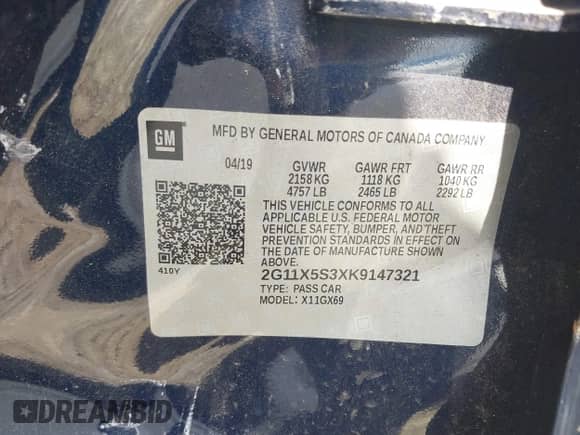 GM
MFD BY GENERAL MOTORS OF CANADA COMPANY
04/19 GVWR GAWR FRT GAWR RR
2158 KG 1118 KG 1040 KG
4757 LB 2465 LB 2292 LB
THIS VEHICLE CONFORMS TO ALL
APPLICABLE U.S. FEDERAL MOTOR
VEHICLE SAFETY, BUMPER, AND THEFT
PREVENTION STANDARDS IN EFFECT ON
THE DATE OF MANUFACTURE SHOWN
ABOVE.
410Y
2G11X5S3XK9147321
TYPE: PASS CAR
MODEL: X11GX69
DREAMBID